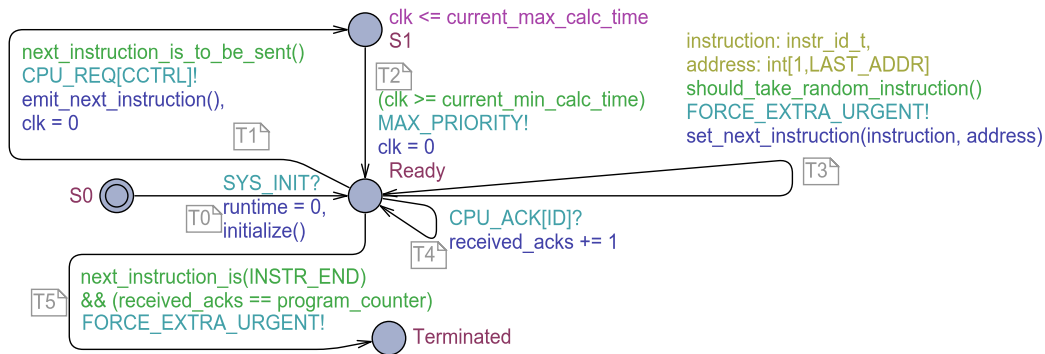 clk <= current_max_calc_time
S1
next_instruction_is_to_be_sent()
CPU_REQ[CCTRL]!
emit_next_instruction(),
clk = 0
T1
T2
(clk >= current_min_calc_time)
MAX_PRIORITY!
clk = 0
Ready
instruction: instr_id_t,
address: int[1,LAST_ADDR]
should_take_random_instruction()
FORCE_EXTRA_URGENT!
set_next_instruction(instruction, address)
T3
S0
SYS_INIT?
T0
runtime = 0,
initialize()
CPU_ACK[ID]?
received_acks += 1
T4
next_instruction_is(INSTR_END)
&& (received_acks == program_counter)
FORCE_EXTRA_URGENT!
T5
Terminated